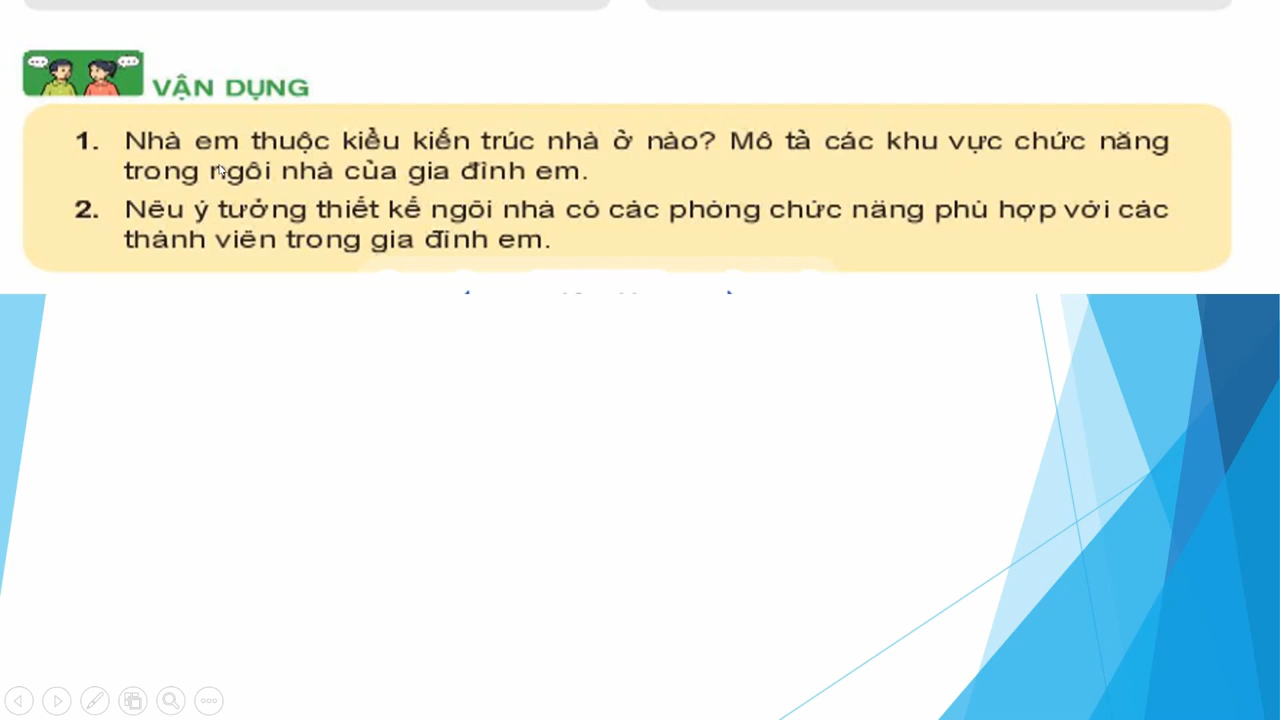 VẬN DỤNG
1. Nhà em thuộc kiểu kiến trúc nhà ở nào? Mô tả các khu vực chức năng
trong ngôi nhà của gia đình em.
2. Nêu ý tưởng thiết kế ngôi nhà có các phòng chức năng phù hợp với các
thành viên trong gia đình em.